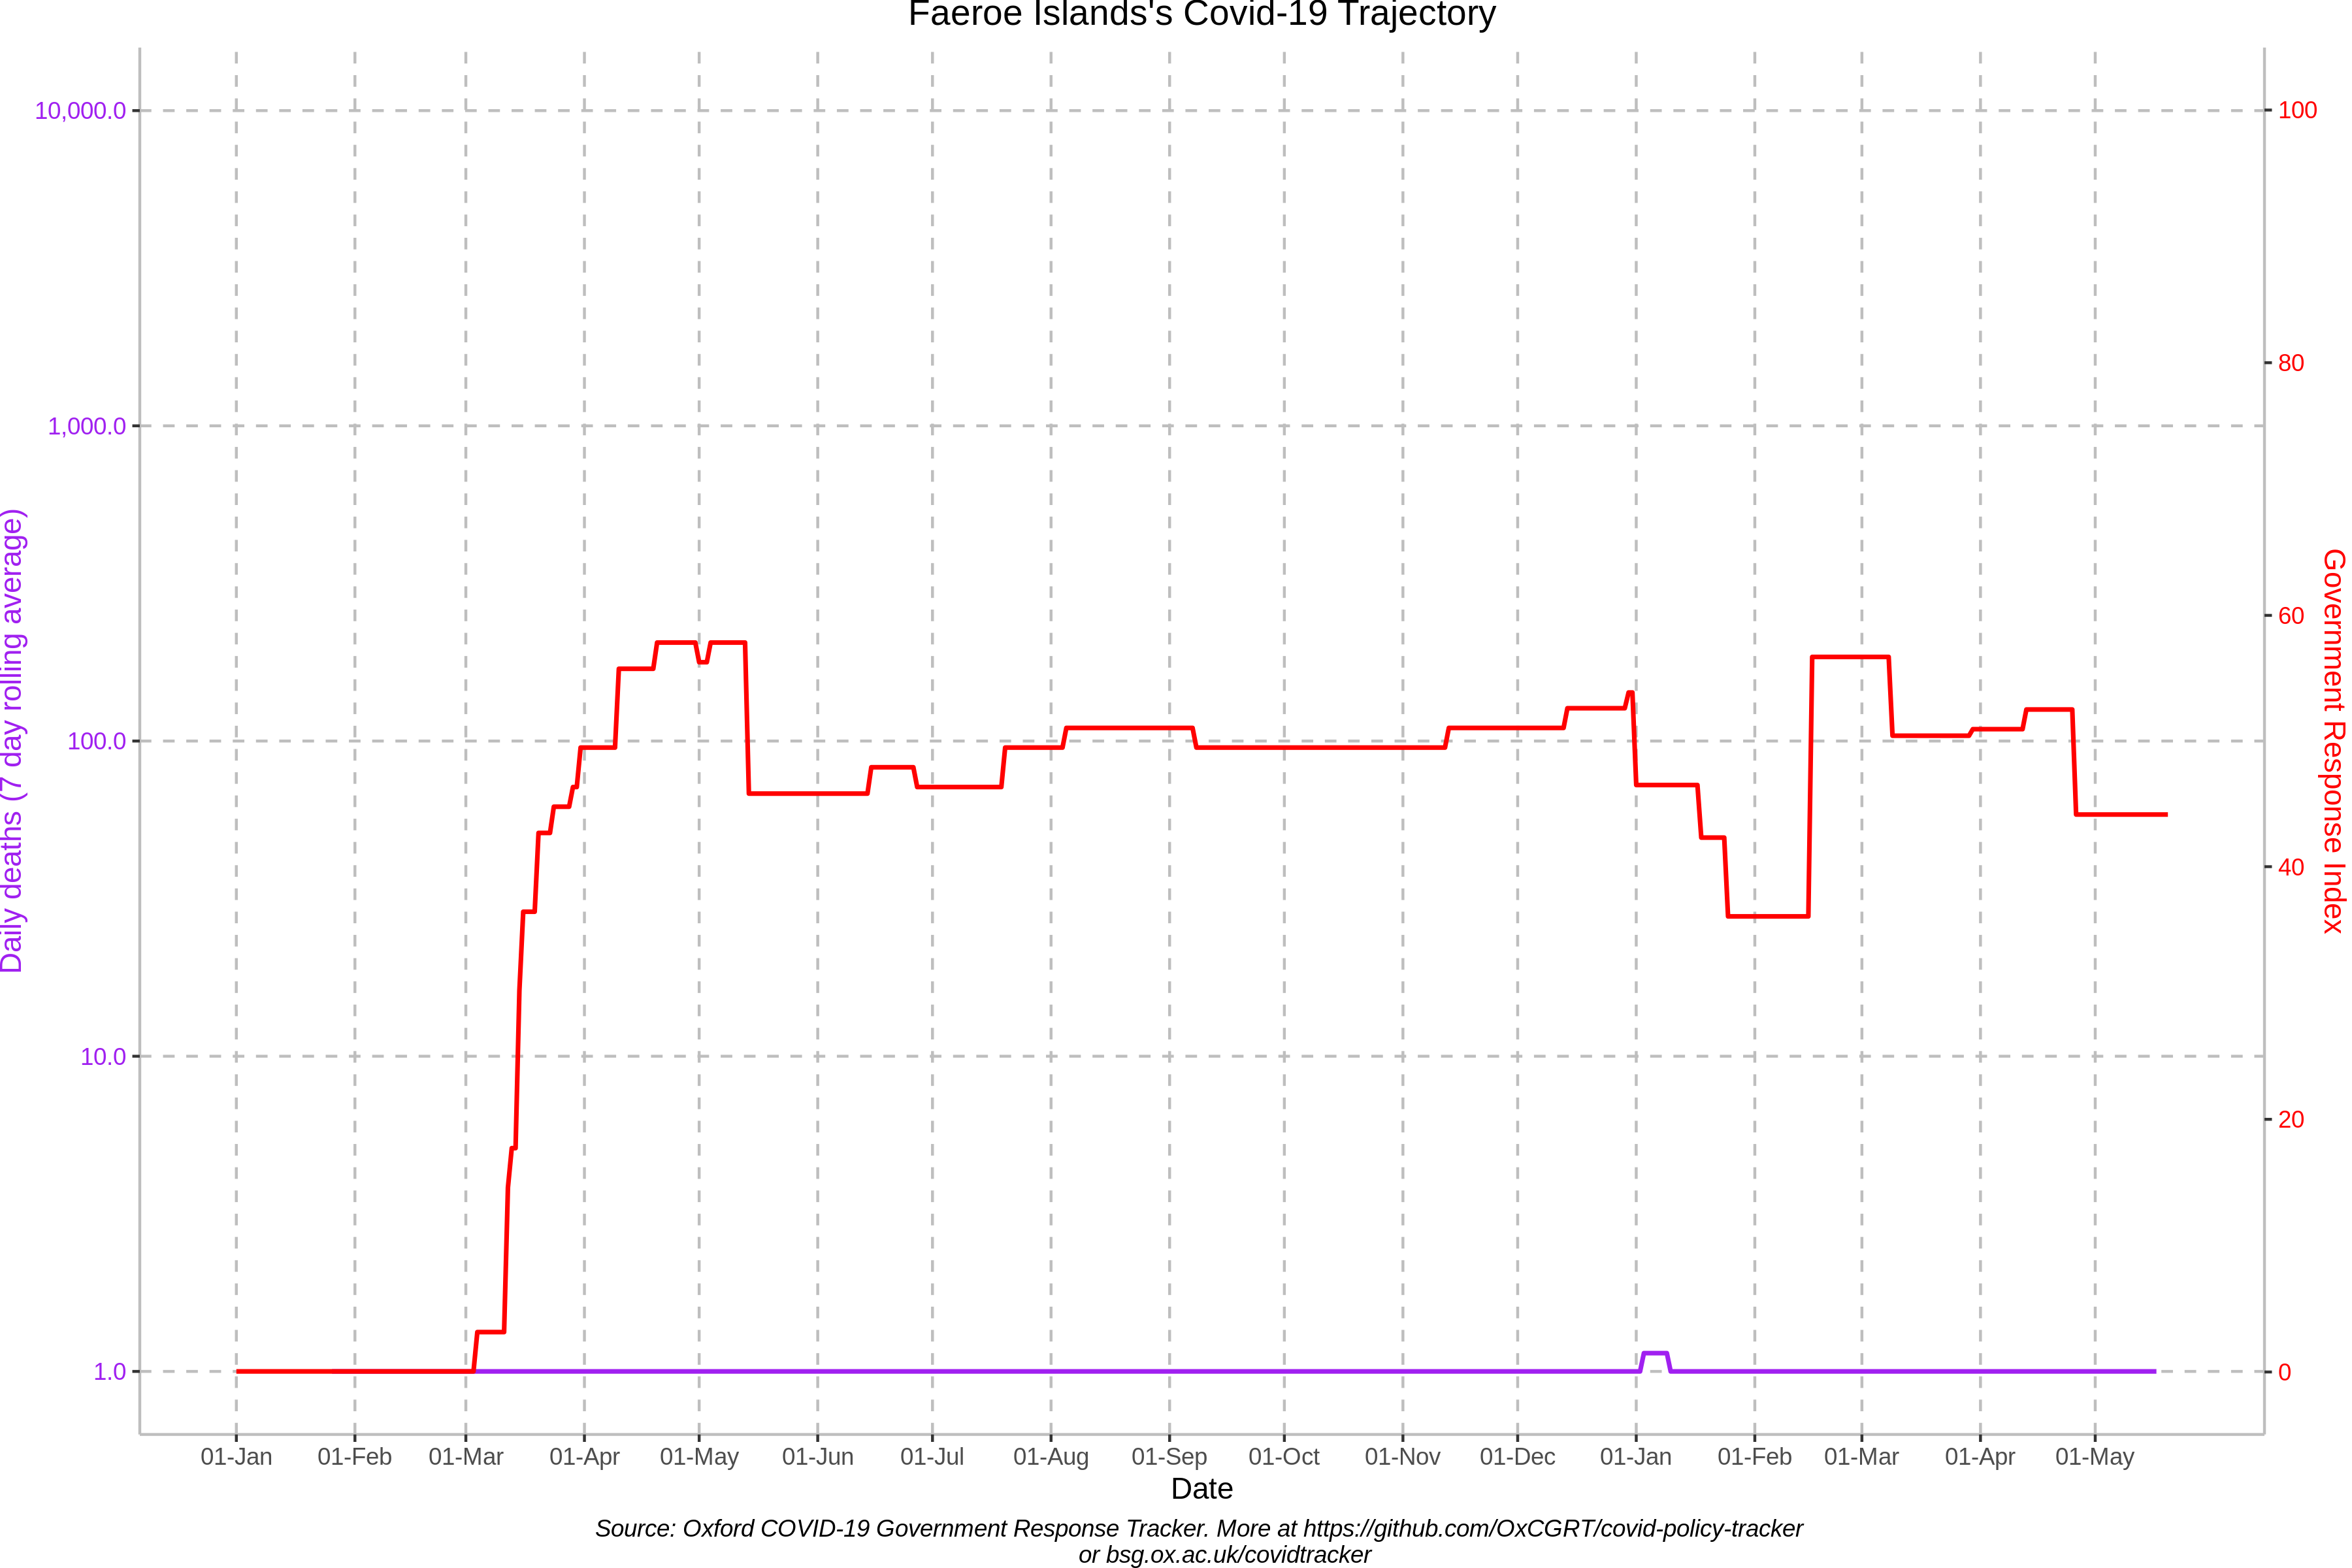 Faeroe Islands's Covid-19 Trajectory
10,000.0
1,000.0
100.0
10.0
1.0
Daily deaths (7 day rolling average)
100
80
60
40
20
0
Government Response Index
01-Jan 01-Feb 01-Mar 01-Apr 01-May 01-Jun 01-Jul 01-Aug 01-Sep 01-Oct 01-Nov 01-Dec 01-Jan 01-Feb 01-Mar 01-Apr 01-May
Date
Source: Oxford COVID-19 Government Response Tracker. More at https://github.com/OxCGRT/covid-policy-tracker
or bsg.ox.ac.uk/covidtracker